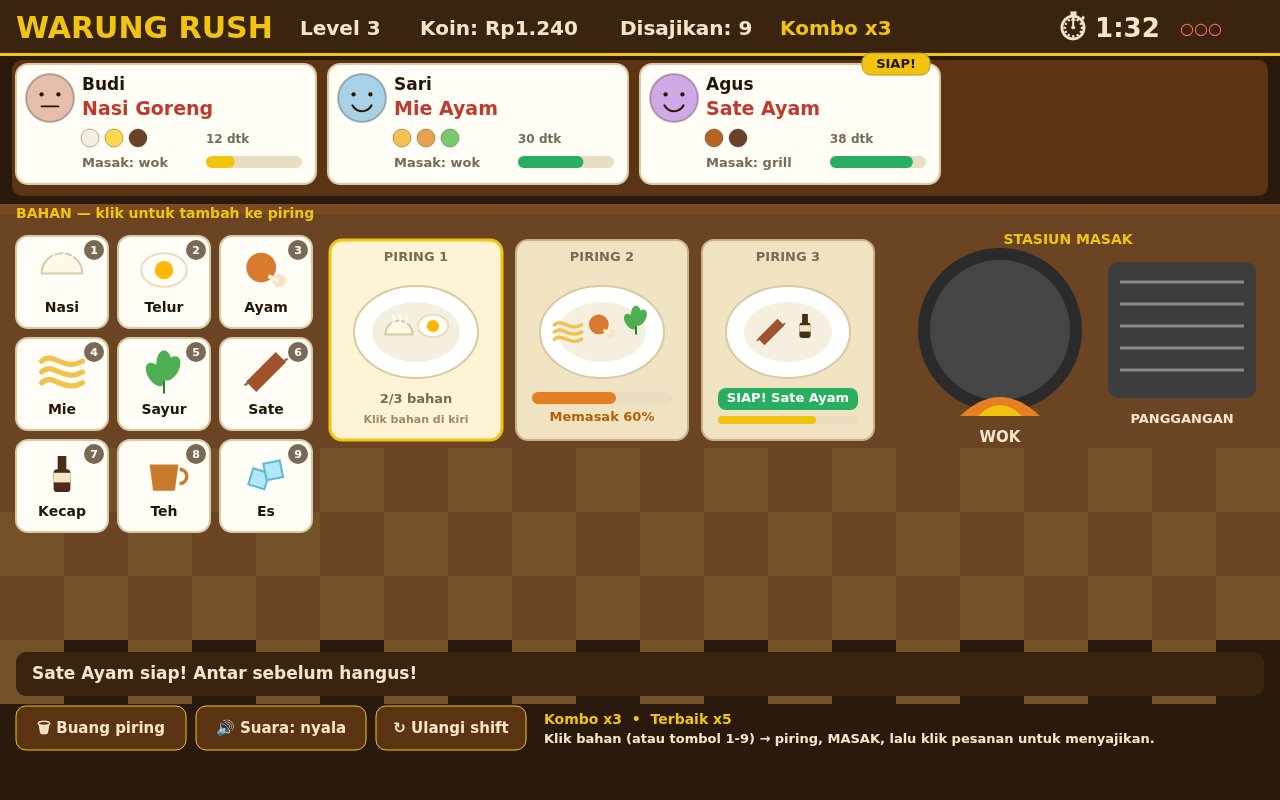 WARUNG RUSH Level 3 Koin: Rp1.240 Disajikan: 9 Kombo x3 ⏱ 1:32 ○○○
SIAP!
Budi
Nasi Goreng
12 dtk
Masak: wok
Sari
Mie Ayam
30 dtk
Masak: wok
Agus
Sate Ayam
38 dtk
Masak: grill
BAHAN — klik untuk tambah ke piring
1
Nasi
2
Telur
3
Ayam
4
Mie
5
Sayur
6
Sate
7
Kecap
8
Teh
9
Es
PIRING 1
2/3 bahan
Klik bahan di kiri
PIRING 2
Memasak 60%
PIRING 3
SIAP! Sate Ayam
STASIUN MASAK
WOK
PANGGANGAN
Sate Ayam siap! Antar sebelum hangus!
🗑 Buang piring
🔊 Suara: nyala
↻ Ulangi shift
Kombo x3 • Terbaik x5
Klik bahan (atau tombol 1-9) → piring, MASAK, lalu klik pesanan untuk menyajikan.